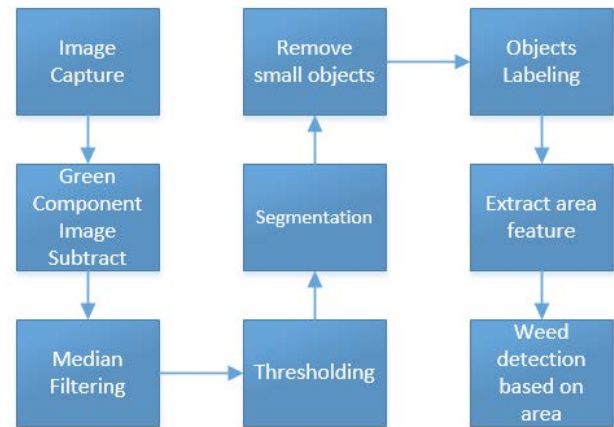 Image
Capture
Green
Component
Image
Subtract
Median
Filtering
Thresholding
Segmentation
Remove
small objects
Objects
Labeling
Extract area
feature
Weed
detection
based on
area